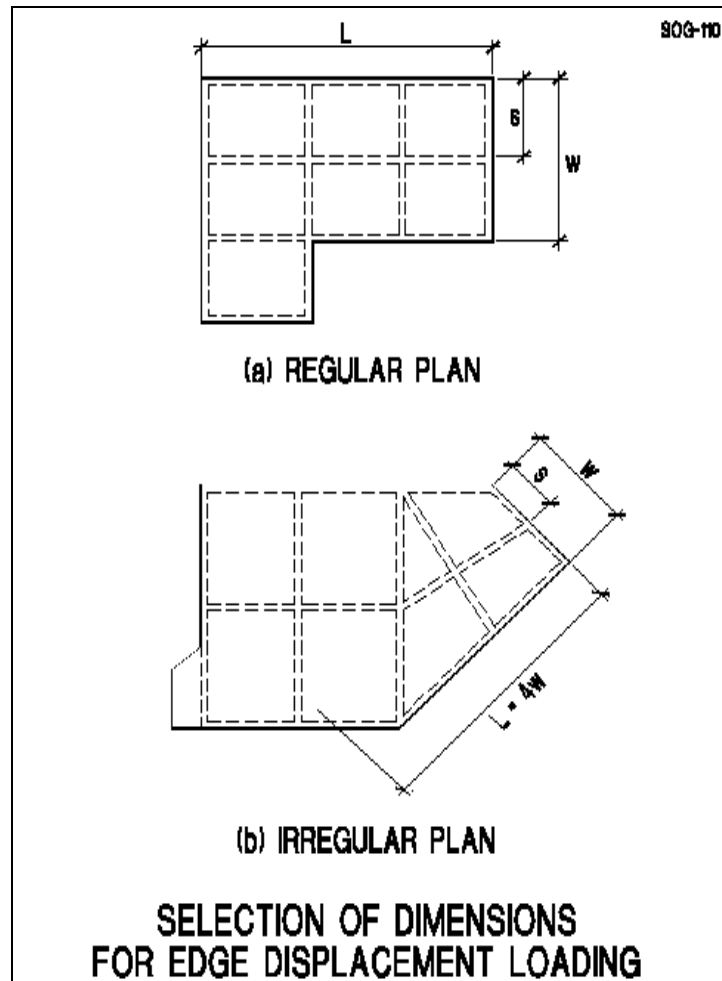 SOG-110
L
S
W
(a) REGULAR PLAN
W
S
L = 4W
(b) IRREGULAR PLAN
SELECTION OF DIMENSIONS
FOR EDGE DISPLACEMENT LOADING